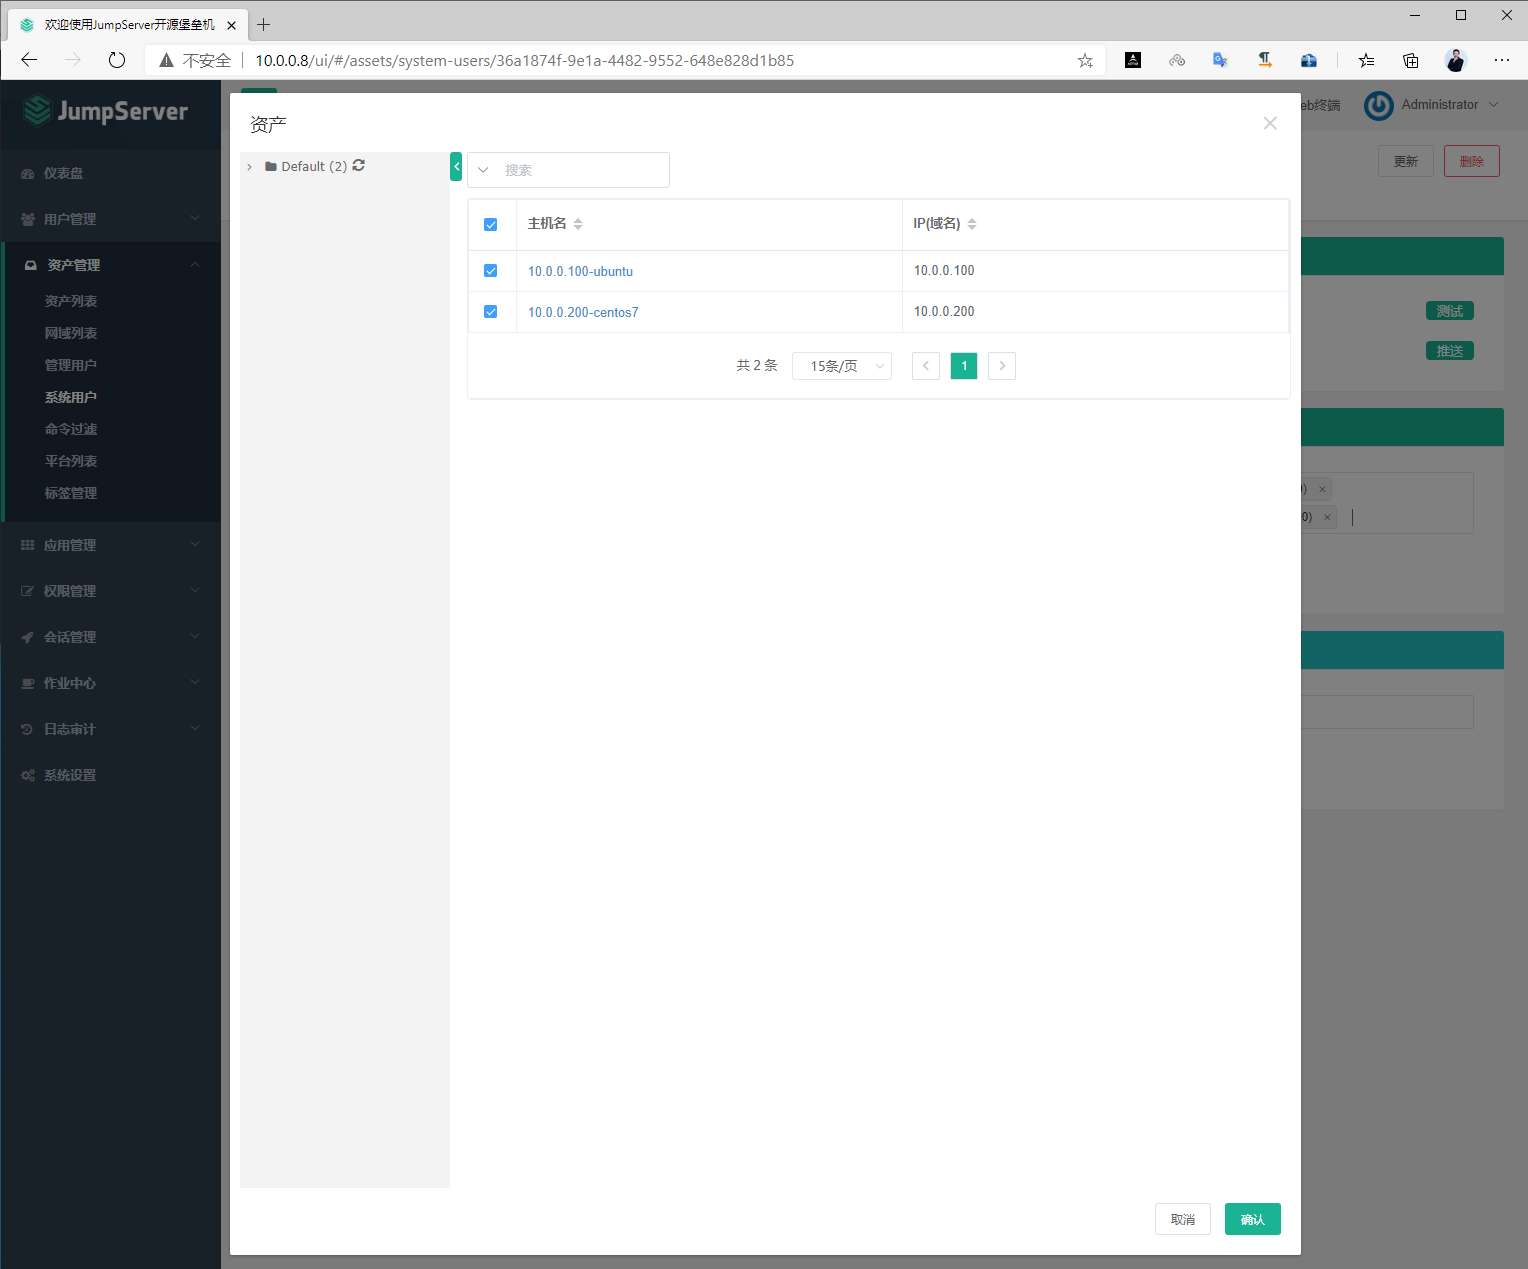 欢迎使用JumpServer开源堡垒机
不安全
10.0.0.8/ui/#/assets/system-users/36a1874f-9e1a-4482-9552-648e828d1b85
JumpServer
仪表盘
用户管理
资产管理
资产列表
网域列表
管理用户
系统用户
命令过滤
平台列表
标签管理
应用管理
权限管理
会话管理
作业中心
日志审计
系统设置
资产
Default (2)
搜索
主机名
IP(域名)
10.0.0.100-ubuntu
10.0.0.100
10.0.0.200-centos7
10.0.0.200
共 2 条
15条/页
1
取消
确认
eb终端
Administrator
更新
删除
测试
推送
0)